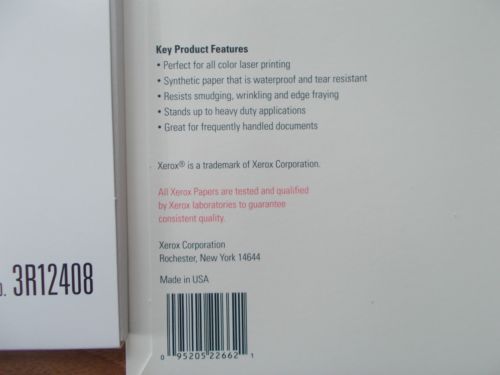 Key Product Features
• Perfect for all color laser printing
• Synthetic paper that is waterproof and tear resistant
• Resists smudging, wrinkling and edge fraying
• Stands up to heavy duty applications
• Great for frequently handled documents
Xerox® is a trademark of Xerox Corporation.
All Xerox Papers are tested and qualified
by Xerox laboratories to guarantee
consistent quality.
Xerox Corporation
Rochester, New York 14644
Made in USA
0 95205 22662 1
3R12408